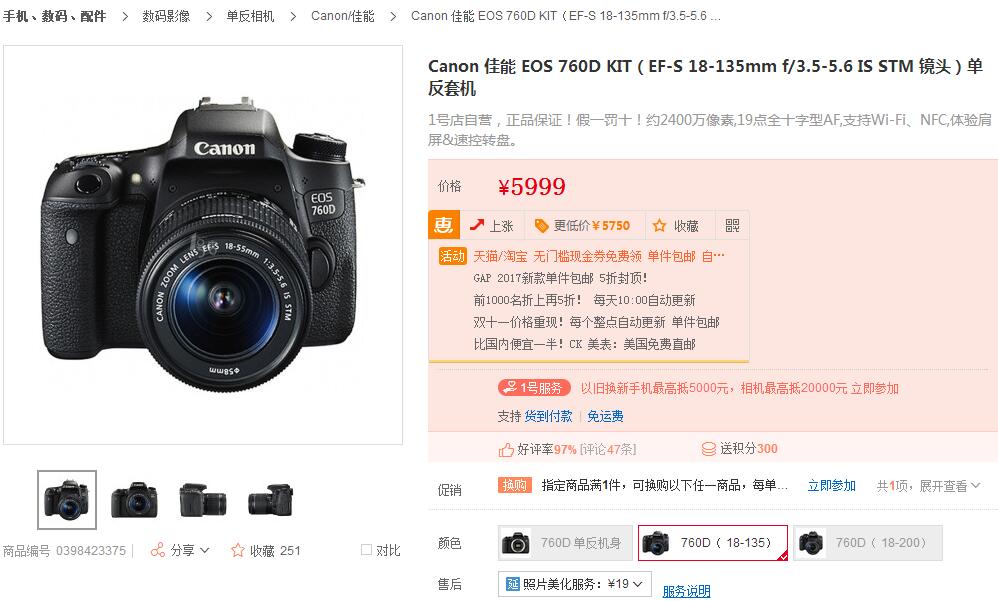 手机、数码、配件 > 数码影像 > 单反相机 > Canon/佳能 > Canon 佳能 EOS 760D KIT（EF-S 18-135mm f/3.5-5.6 ...
Canon 佳能 EOS 760D KIT（EF-S 18-135mm f/3.5-5.6 IS STM 镜头）单
反套机
1号店自营，正品保证！假一罚十！约2400万像素,19点全十字型AF,支持Wi-Fi、NFC,体验肩
屏&速控转盘。
价格 ¥5999
惠 上涨 更低价¥5750 收藏
活动 天猫/淘宝 无门槛现金券免费领 单件包邮 自…
GAP 2017新款单件包邮 5折封顶！
前1000名折上再5折！ 每天10:00自动更新
双十一价格重现！每个整点自动更新 单件包邮
比国内便宜一半！CK 美表：美国免费直邮
1号服务 以旧换新手机最高抵5000元，相机最高抵20000元 立即参加
支持 货到付款 | 免运费
好评率97% [评论47条] 送积分300
促销 换购 指定商品满1件，可换购以下任一商品，每单... 立即参加 共1项，展开查看
颜色 760D 单反机身 760D（ 18-135） 760D（ 18-200）
售后 延 照片美化服务：¥19 服务说明
Canon
EOS
760D
CANON ZOOM LENS EF-S 18-55mm 1:3.5-5.6 IS STM
ø58mm
商品编号 0398423375 | 分享 收藏 251 对比